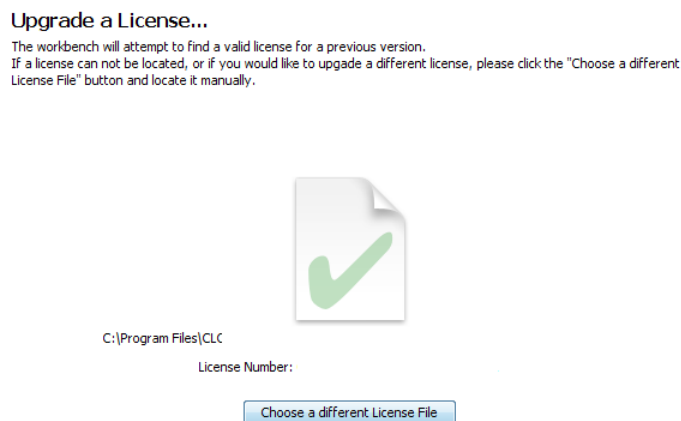 Upgrade a License...
The workbench will attempt to find a valid license for a previous version.
If a license can not be located, or if you would like to upgade a different license, please click the "Choose a different
License File" button and locate it manually.
C:\Program Files\CLC
License Number:
Choose a different License File